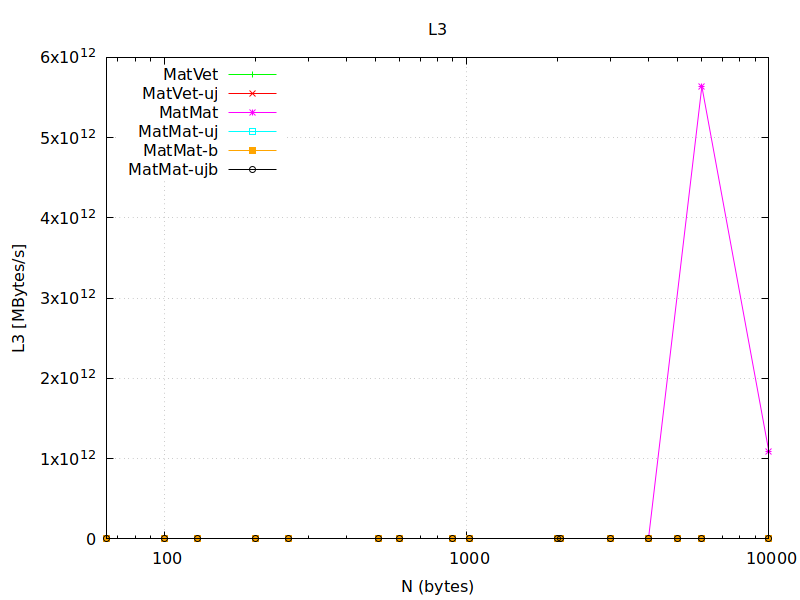 L3
6x10^12
5x10^12
4x10^12
3x10^12
2x10^12
1x10^12
0
L3 [MBytes/s]
MatVet
MatVet-uj
MatMat
MatMat-uj
MatMat-b
MatMat-ujb
100
1000
10000
N (bytes)